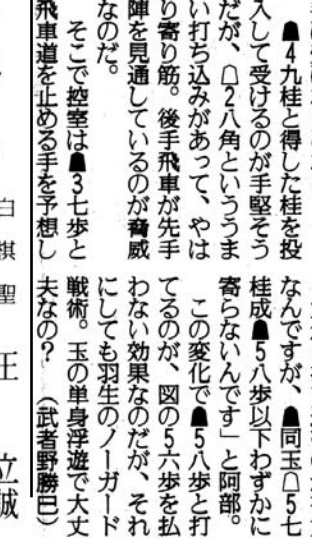 ☗4九桂と得した桂を投
入して受けるのが手堅そう
だが、☖2八角といううま
い打ち込みがあって、やは
り寄り筋。後手飛車が先手
陣を見通しているのが脅威
なのだ。
そこで控室は☗3七歩と
飛車道を止める手を予想し
なんですが、☗同玉☖5七
桂成☗5八歩以下わずかに
寄らないんです」と阿部。
この変化で☗5八歩と打
てるのが、図の5六歩を払
わない効果なのだが、それ
にしても羽生のノーガード
戦術。玉の単身浮遊で大丈
夫なの？（武者野勝巳）
白 棋聖 王 立誠